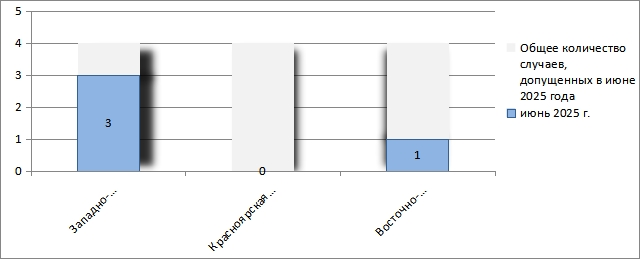 5
4
3
2
1
0
3
0
1
Западно-...
Красноярская...
Восточно-...
Общее количество
случаев,
допущенных в июне
2025 года
июнь 2025 г.